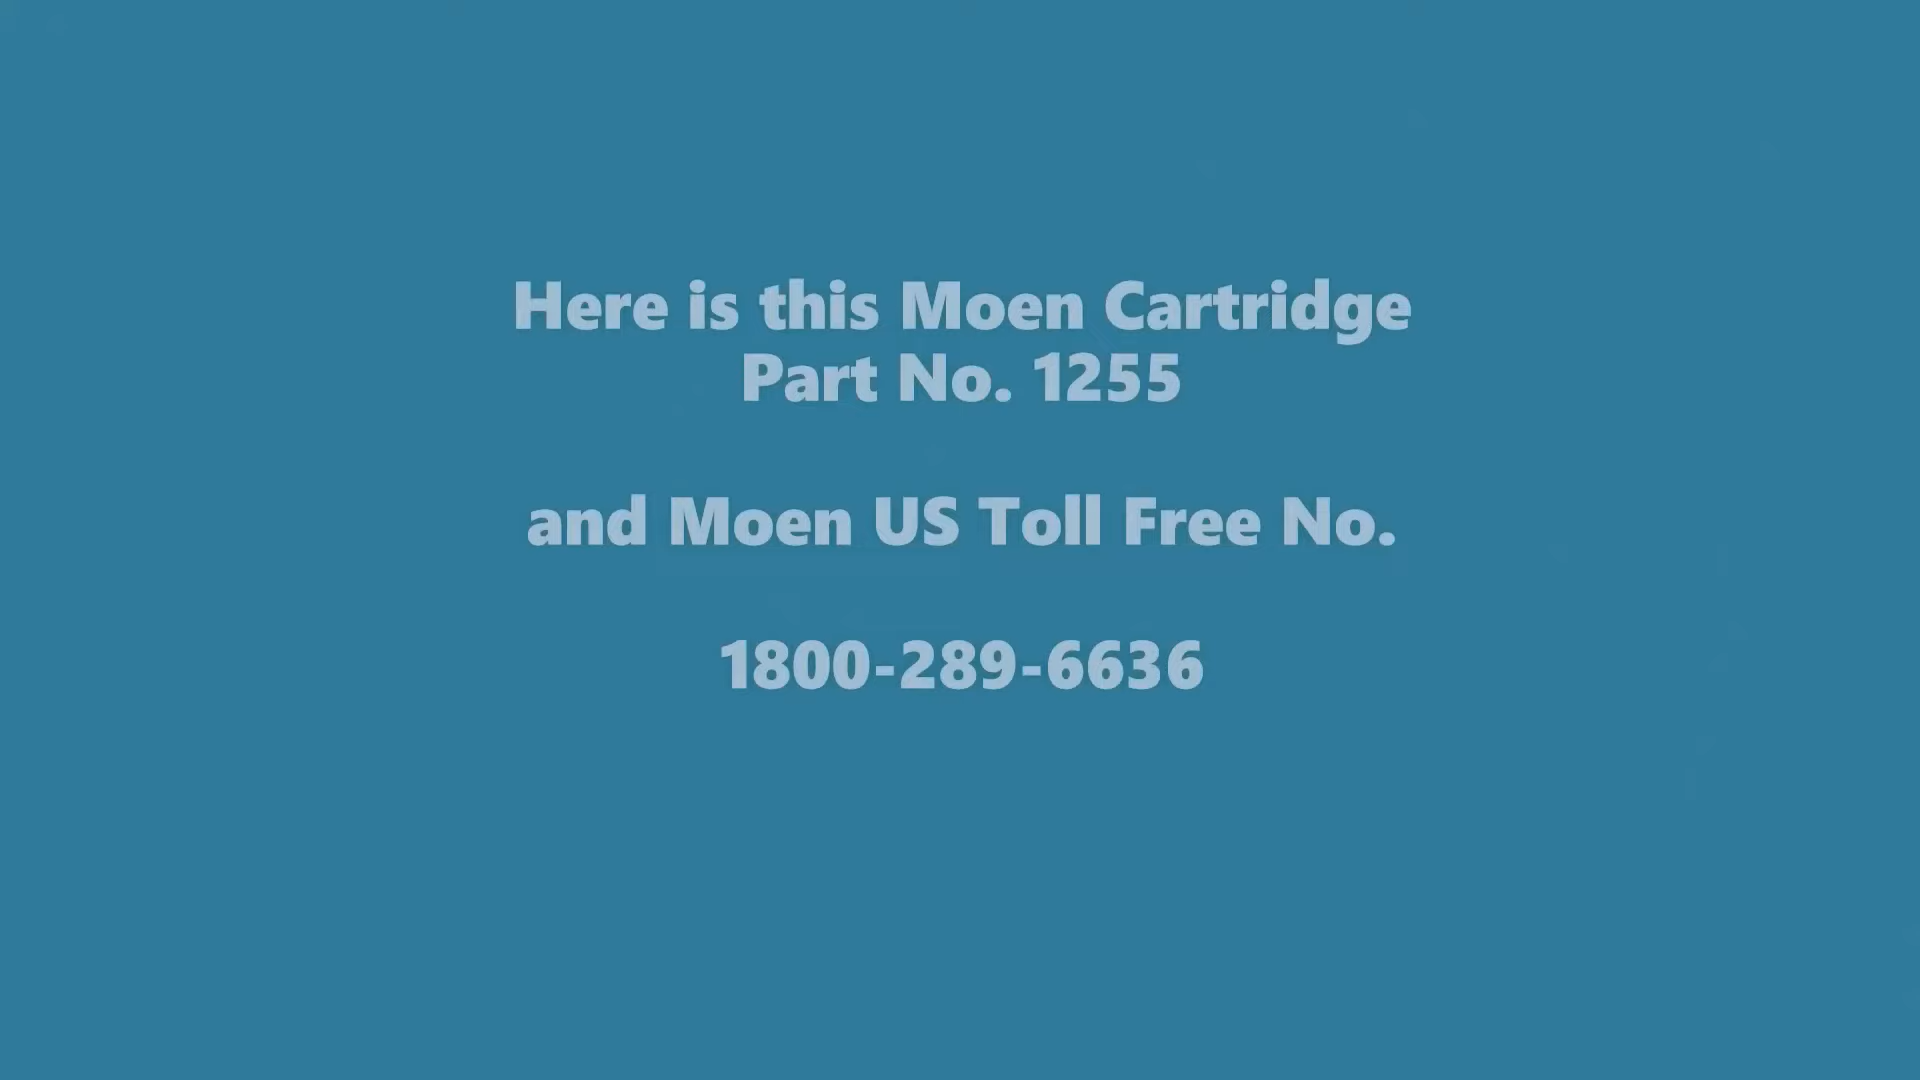 Here is this Moen Cartridge
Part No. 1255
and Moen US Toll Free No.
1800-289-6636